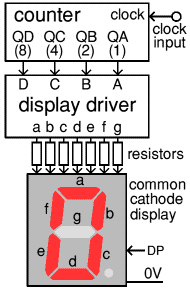 counter
clock
clock
input
QD QC QB QA
(8) (4) (2) (1)
D C B A
display driver
a b c d e f g
resistors
a
f g b
e d c
common
cathode
display
DP
0V